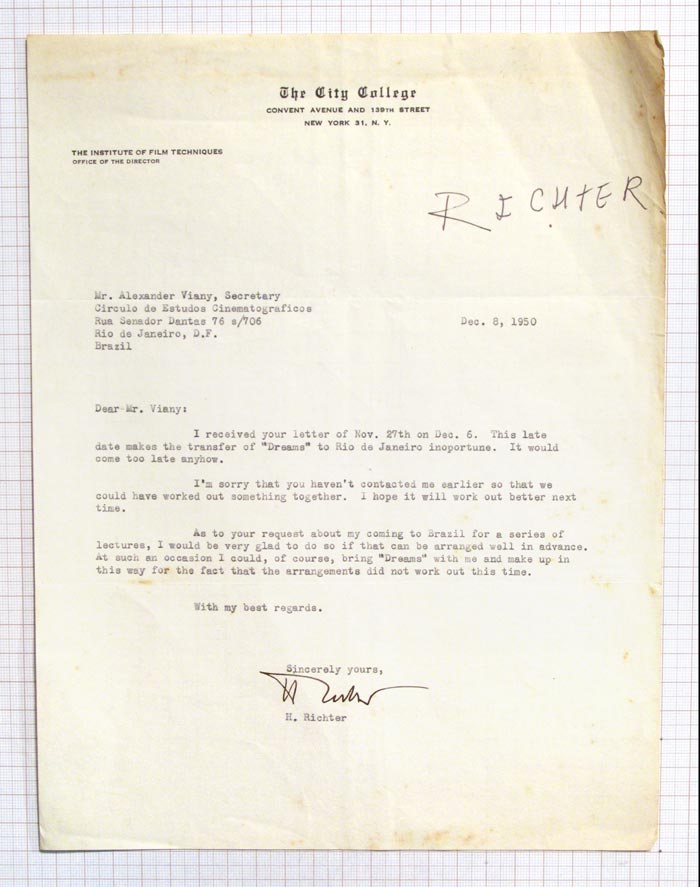 The City College
CONVENT AVENUE AND 139TH STREET
NEW YORK 31, N. Y.
THE INSTITUTE OF FILM TECHNIQUES
OFFICE OF THE DIRECTOR
RICHTER
Mr. Alexander Viany, Secretary
Circulo de Estudos Cinematograficos
Rua Senador Dantas 76 s/706
Dec. 8, 1950
Rio de Janeiro, D.F.
Brazil
Dear Mr. Viany:
I received your letter of Nov. 27th on Dec. 6. This late
date makes the transfer of "Dreams" to Rio de Janeiro inoportune. It would
come too late anyhow.
I'm sorry that you haven't contacted me earlier so that we
could have worked out something together. I hope it will work out better next
time.
As to your request about my coming to Brazil for a series of
lectures, I would be very glad to do so if that can be arranged well in advance.
At such an occasion I could, of course, bring "Dreams" with me and make up in
this way for the fact that the arrangements did not work out this time.
With my best regards.
Sincerely yours,
H Richter
H. Richter